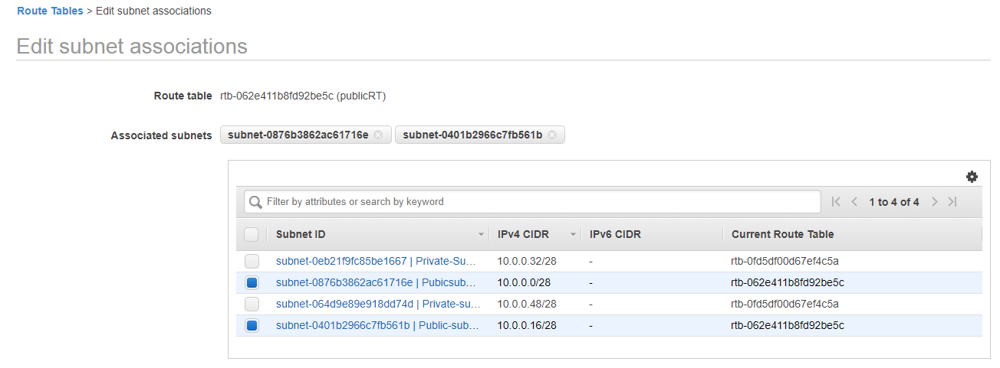 Route Tables > Edit subnet associations
Edit subnet associations
Route table rtb-062e411b8fd92be5c (publicRT)
Associated subnets subnet-0876b3862ac61716e subnet-0401b2966c7fb561b
Filter by attributes or search by keyword 1 to 4 of 4
Subnet ID IPv4 CIDR IPv6 CIDR Current Route Table
subnet-0eb21f9fc85be1667 | Private-Su… 10.0.0.32/28 - rtb-0fd5df00d67ef4c5a
subnet-0876b3862ac61716e | Pubicsub… 10.0.0.0/28 - rtb-062e411b8fd92be5c
subnet-064d9e89e918dd74d | Private-su… 10.0.0.48/28 - rtb-0fd5df00d67ef4c5a
subnet-0401b2966c7fb561b | Public-sub… 10.0.0.16/28 - rtb-062e411b8fd92be5c